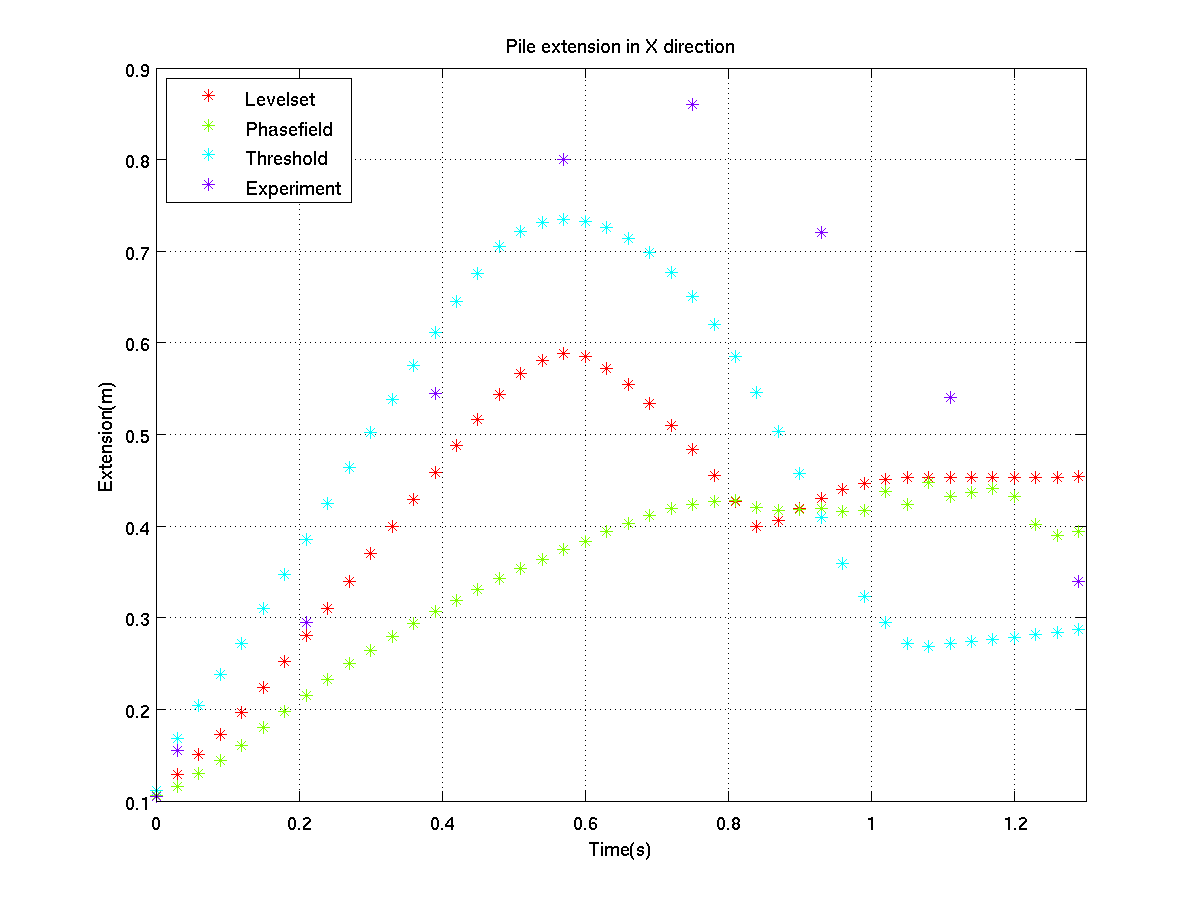 Pile extension in X direction
0.9
0.8
0.7
0.6
0.5
0.4
0.3
0.2
0.1
Extension(m)
Levelset
Phasefield
Threshold
Experiment
0 0.2 0.4 0.6 0.8 1 1.2
Time(s)